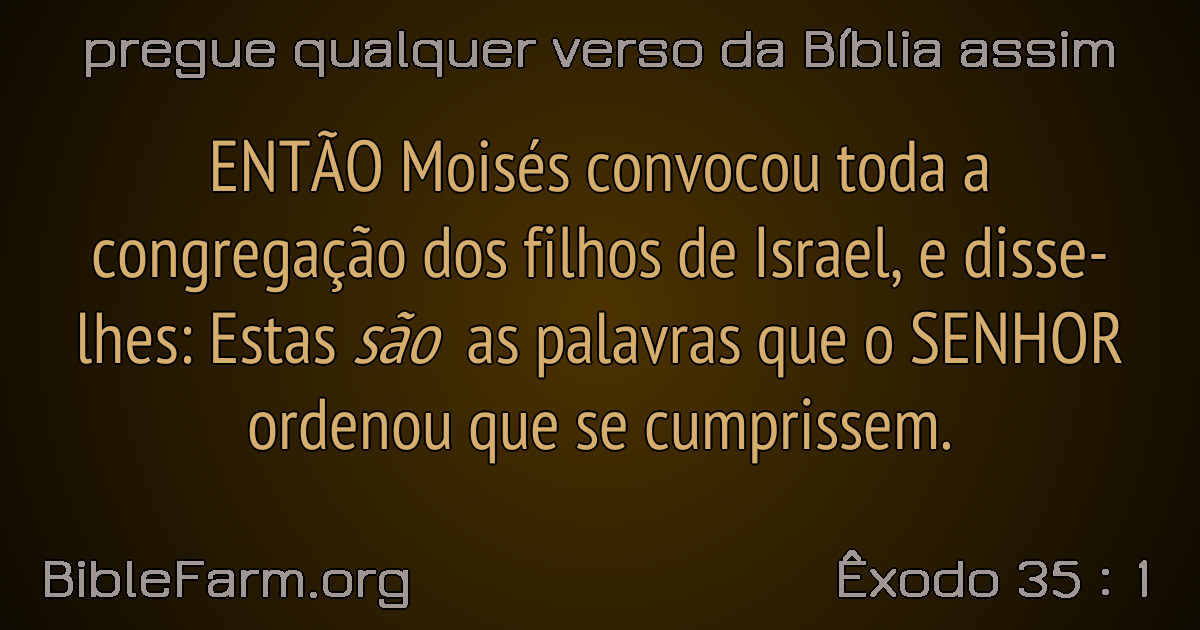 pregue qualquer verso da Bíblia assim
ENTÃO Moisés convocou toda a
congregação dos filhos de Israel, e disse-
lhes: Estas são as palavras que o SENHOR
ordenou que se cumprissem.
BibleFarm.org
Êxodo 35 : 1